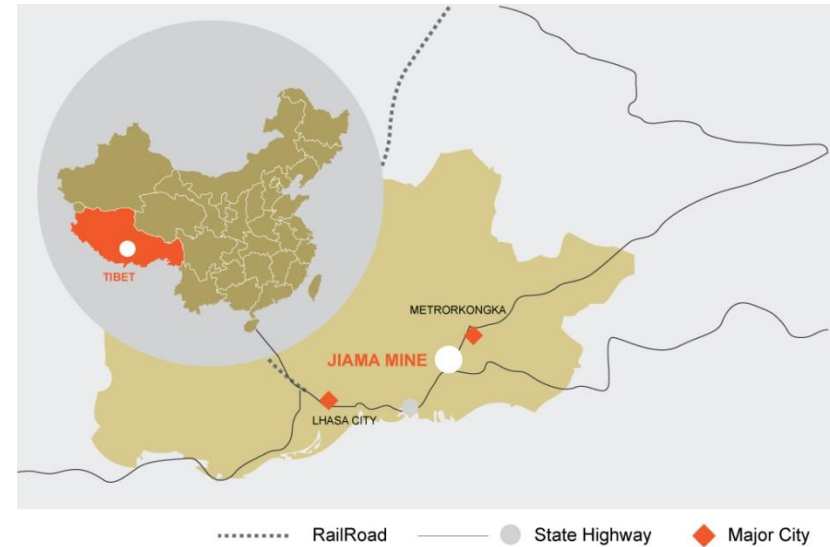 TIBET
METRORKONGKA
JIAMA MINE
LHASA CITY
RailRoad
State Highway
Major City